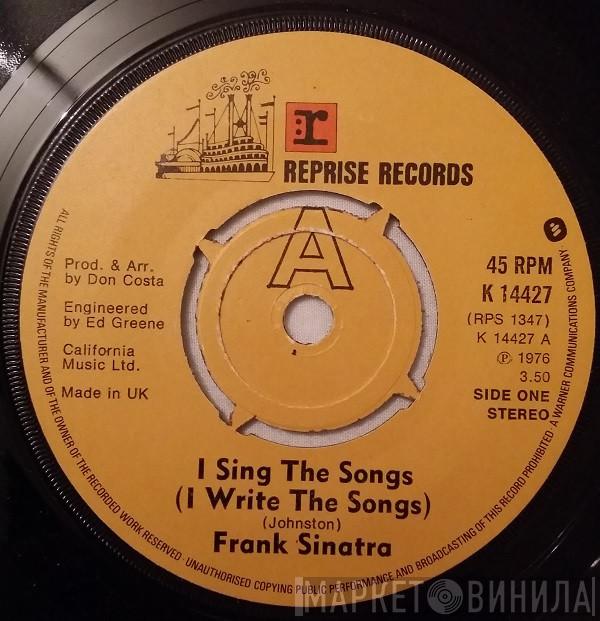 r:
REPRISE RECORDS
A
Prod. & Arr.
by Don Costa
Engineered
by Ed Greene
California
Music Ltd.
Made in UK
45 RPM
K 14427
(RPS 1347)
K 14427 A
℗ 1976
3.50
SIDE ONE
STEREO
I Sing The Songs
(I Write The Songs)
(Johnston)
Frank Sinatra
ALL RIGHTS OF THE MANUFACTURER AND OF THE OWNER OF THE RECORDED WORK RESERVED · UNAUTHORISED COPYING PUBLIC PERFORMANCE AND BROADCASTING OF THIS RECORD PROHIBITED · A WARNER COMMUNICATIONS COMPANY
МАРКЕТ ВИНИЛА